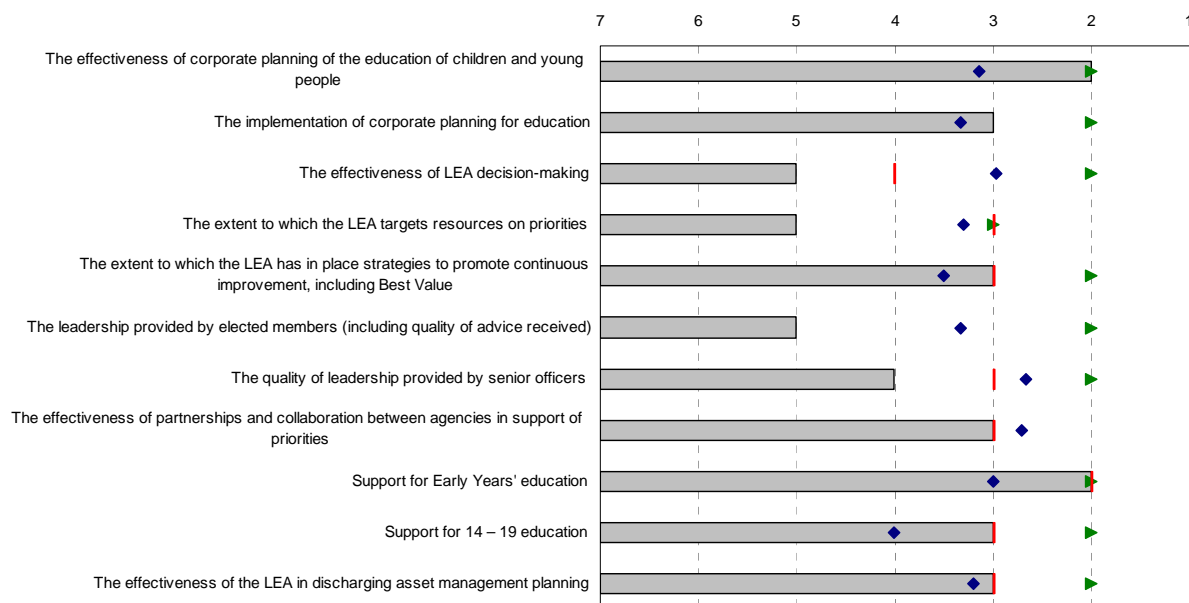 7 6 5 4 3 2 1
The effectiveness of corporate planning of the education of children and young
people
The implementation of corporate planning for education
The effectiveness of LEA decision-making
The extent to which the LEA targets resources on priorities
The extent to which the LEA has in place strategies to promote continuous
improvement, including Best Value
The leadership provided by elected members (including quality of advice received)
The quality of leadership provided by senior officers
The effectiveness of partnerships and collaboration between agencies in support of
priorities
Support for Early Years' education
Support for 14 – 19 education
The effectiveness of the LEA in discharging asset management planning